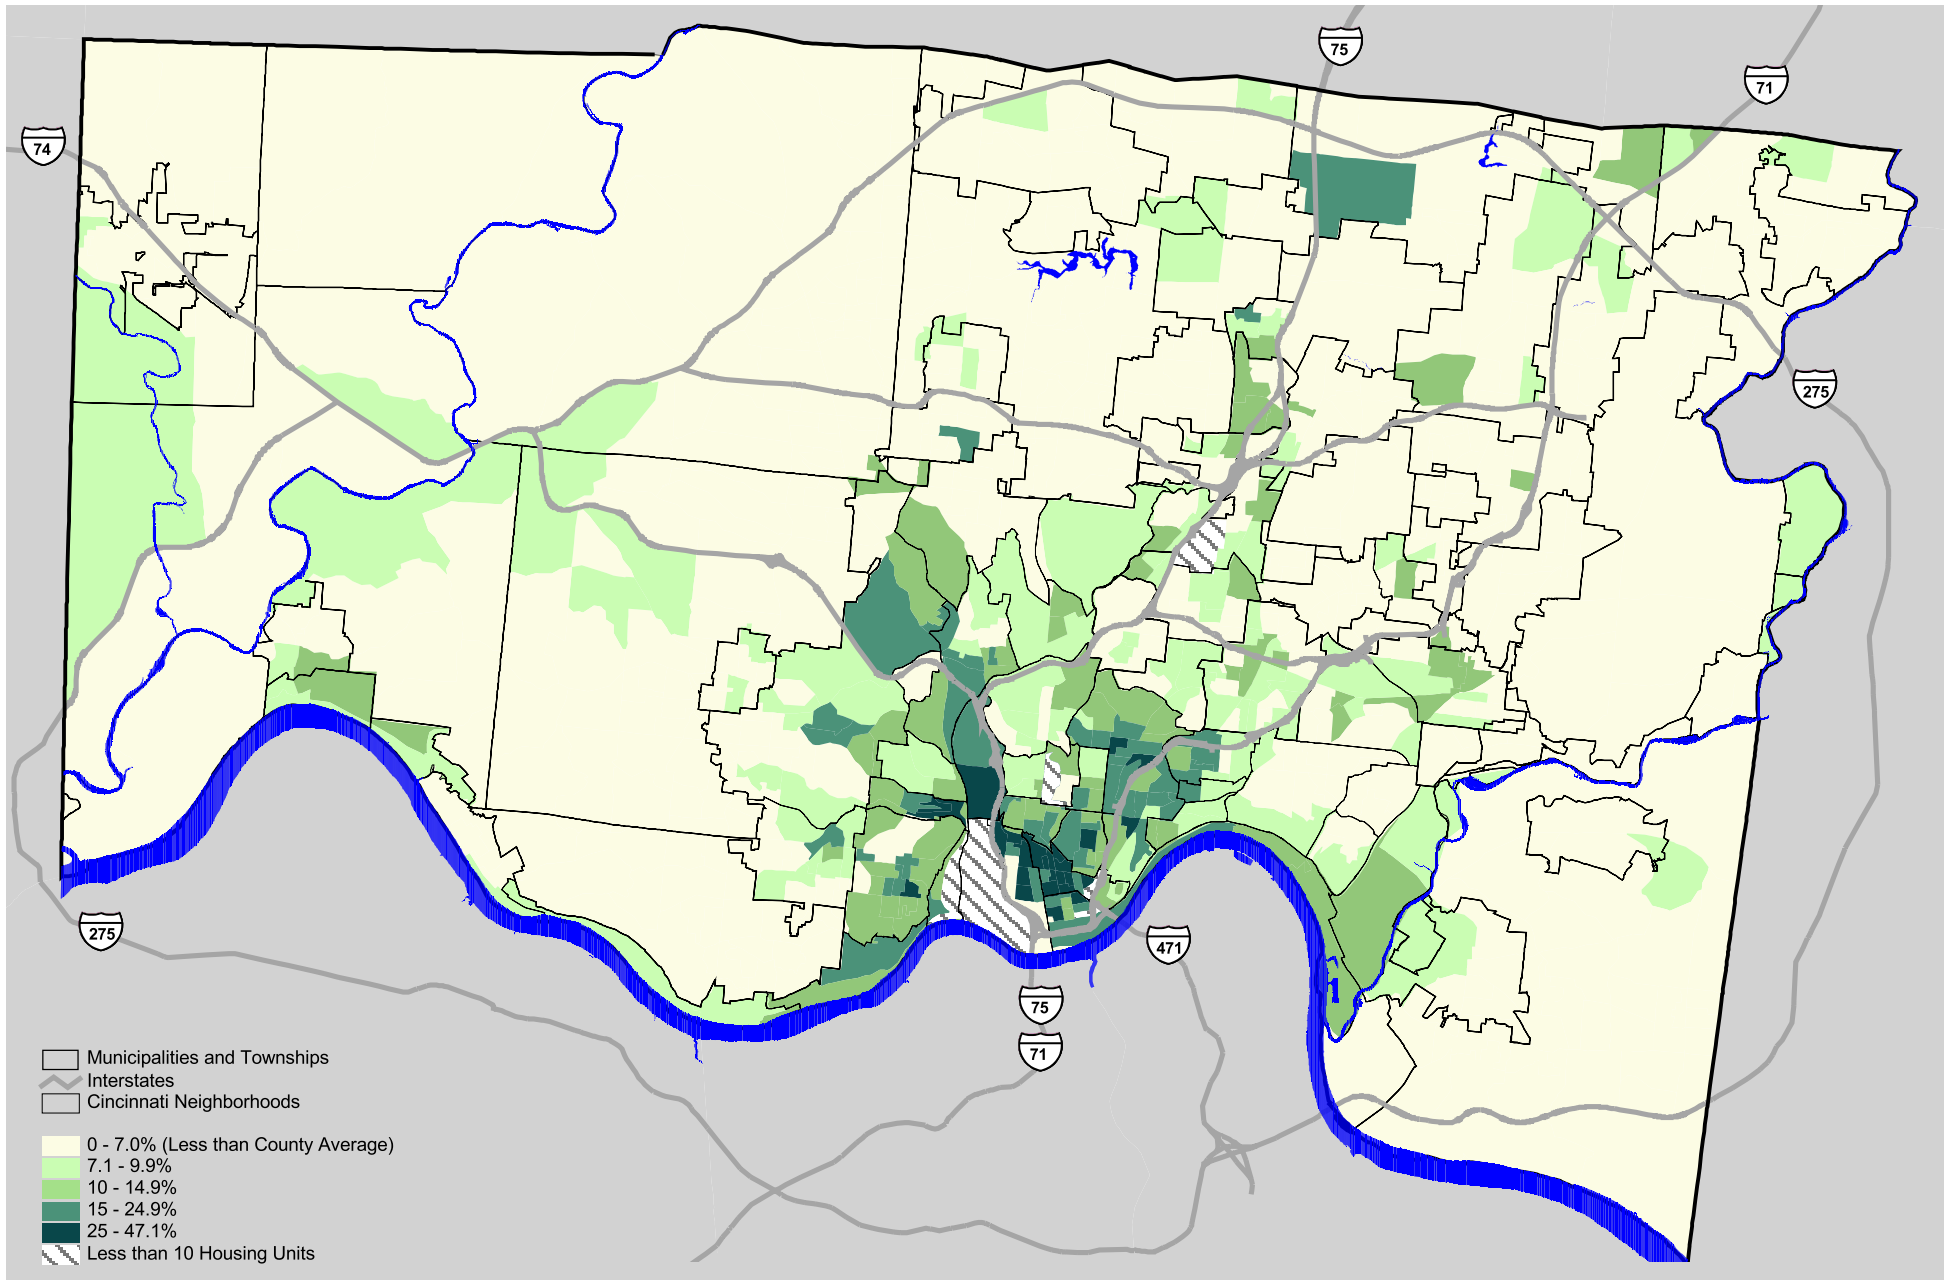 75
71
74
275
275
471
75
71
Municipalities and Townships
Interstates
Cincinnati Neighborhoods
0 - 7.0% (Less than County Average)
7.1 - 9.9%
10 - 14.9%
15 - 24.9%
25 - 47.1%
Less than 10 Housing Units